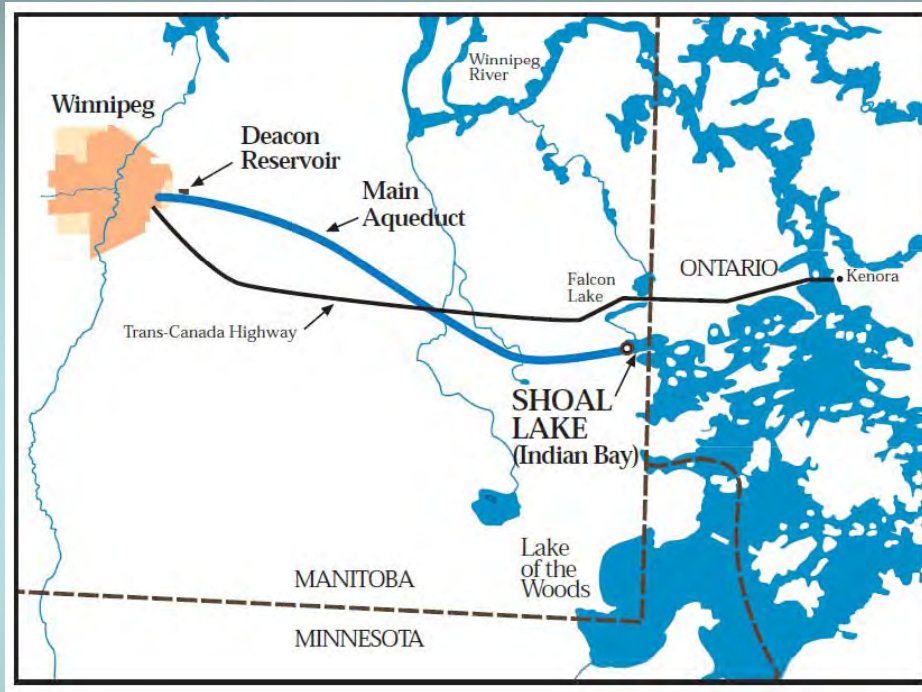 Winnipeg
River
Winnipeg
Deacon
Reservoir
Main
Aqueduct
ONTARIO
Kenora
Falcon
Lake
Trans-Canada Highway
SHOAL
LAKE
(Indian Bay)
Lake
of the
Woods
MANITOBA
MINNESOTA